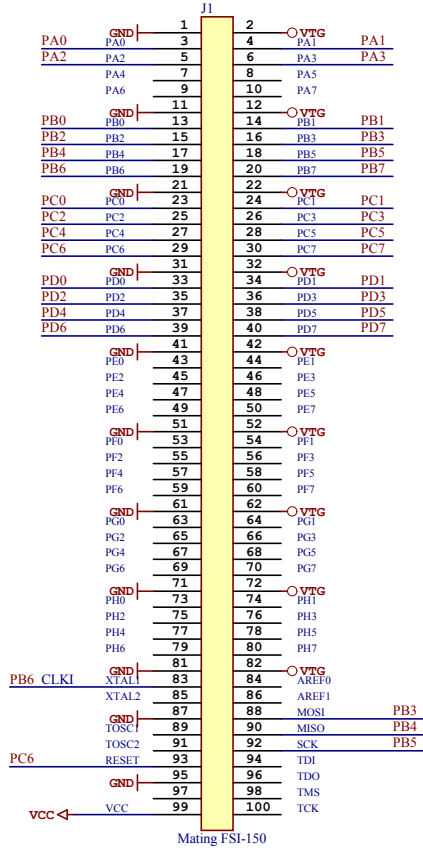 J1
GND 1 2 VTG
PA0 PA0 3 4 PA1 PA1
PA2 PA2 5 6 PA3 PA3
PA4 7 8 PA5
PA6 9 10 PA7
GND 11 12 VTG
PB0 PB0 13 14 PB1 PB1
PB2 PB2 15 16 PB3 PB3
PB4 PB4 17 18 PB5 PB5
PB6 PB6 19 20 PB7 PB7
GND 21 22 VTG
PC0 PC0 23 24 PC1 PC1
PC2 PC2 25 26 PC3 PC3
PC4 PC4 27 28 PC5 PC5
PC6 PC6 29 30 PC7 PC7
GND 31 32 VTG
PD0 PD0 33 34 PD1 PD1
PD2 PD2 35 36 PD3 PD3
PD4 PD4 37 38 PD5 PD5
PD6 PD6 39 40 PD7 PD7
GND 41 42 VTG
PE0 43 44 PE1
PE2 45 46 PE3
PE4 47 48 PE5
PE6 49 50 PE7
GND 51 52 VTG
PF0 53 54 PF1
PF2 55 56 PF3
PF4 57 58 PF5
PF6 59 60 PF7
GND 61 62 VTG
PG0 63 64 PG1
PG2 65 66 PG3
PG4 67 68 PG5
PG6 69 70 PG7
GND 71 72 VTG
PH0 73 74 PH1
PH2 75 76 PH3
PH4 77 78 PH5
PH6 79 80 PH7
GND 81 82 VTG
PB6 CLKI XTAL1 83 84 AREF0
XTAL2 85 86 AREF1
GND 87 88 MOSI PB3
TOSC1 89 90 MISO PB4
TOSC2 91 92 SCK PB5
PC6 RESET 93 94 TDI
GND 95 96 TDO
97 98 TMS
VCC VCC 99 100 TCK
Mating FSI-150